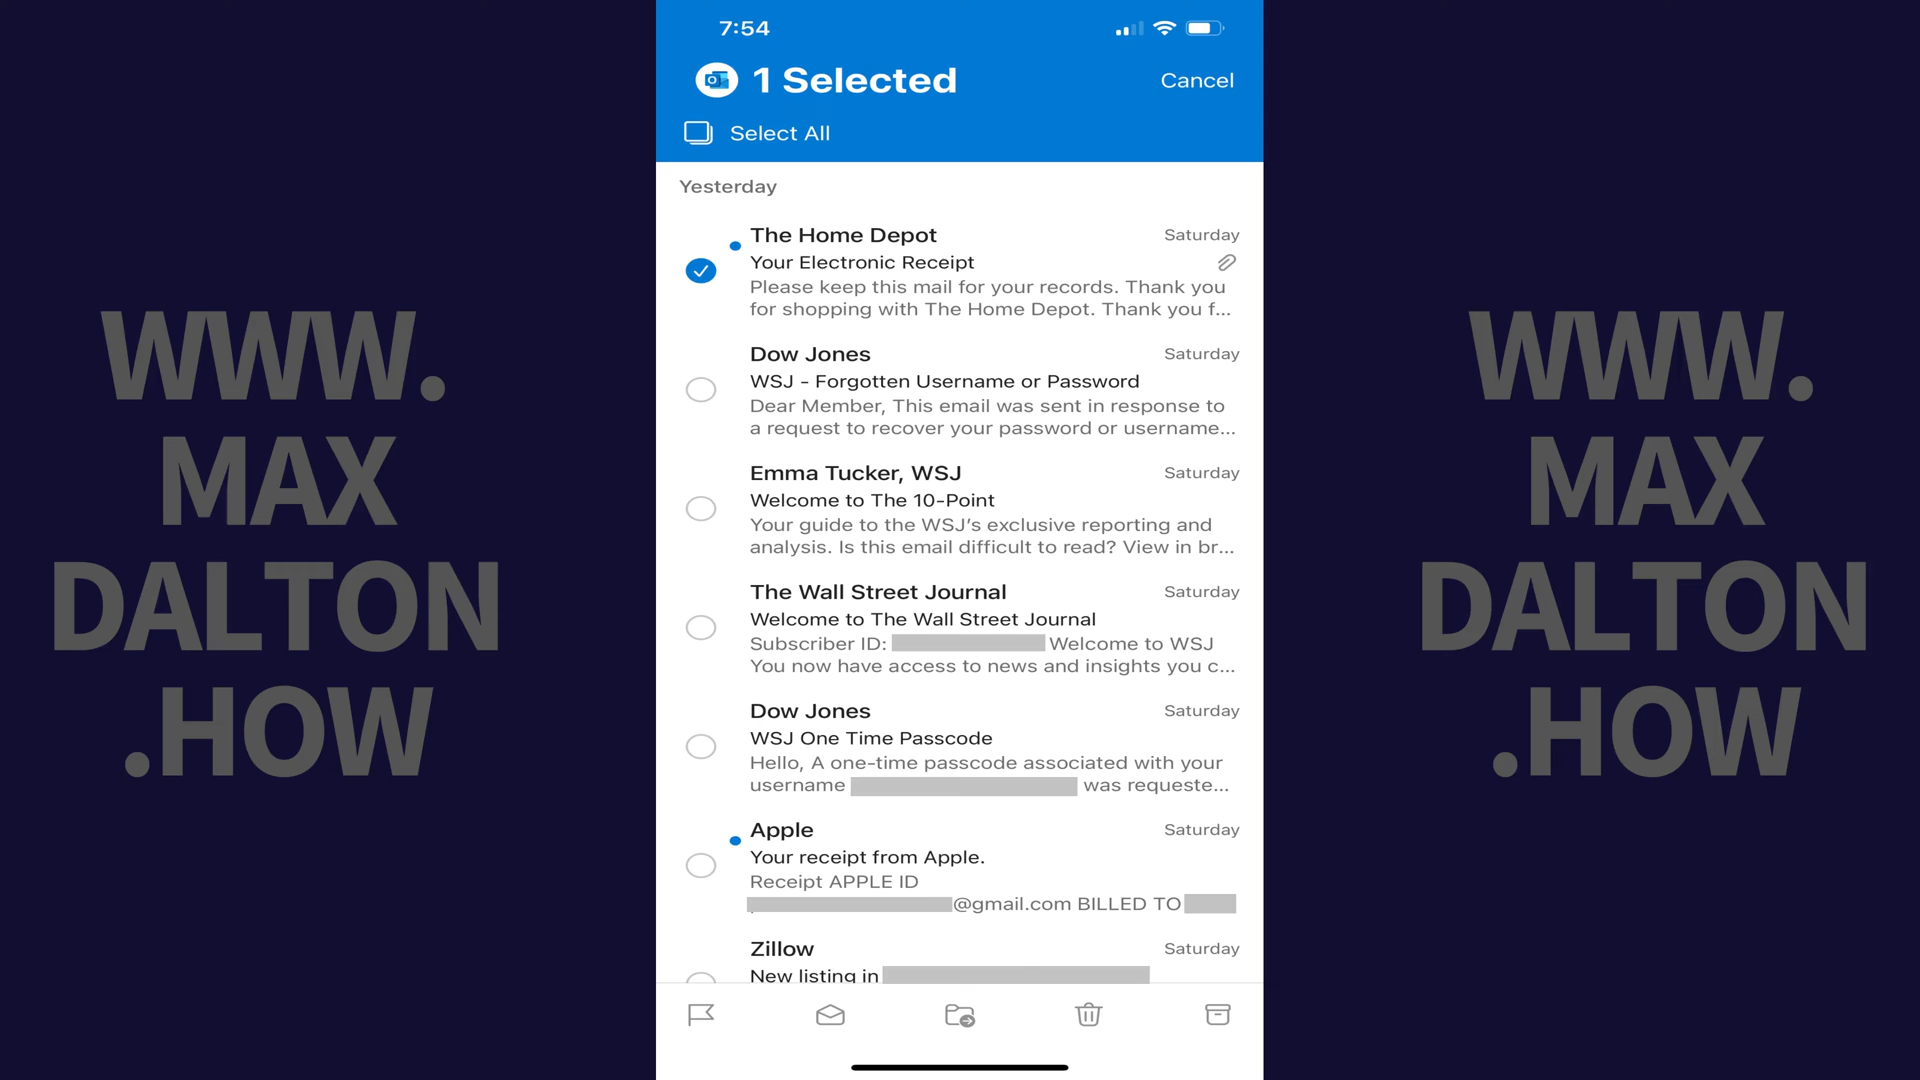 WWW.
MAX
DALTON
.HOW
7:54
1 Selected
Cancel
Select All
Yesterday
The Home Depot
Saturday
Your Electronic Receipt
Please keep this mail for your records. Thank you
for shopping with The Home Depot. Thank you f...
Dow Jones
Saturday
WSJ - Forgotten Username or Password
Dear Member, This email was sent in response to
a request to recover your password or username...
Emma Tucker, WSJ
Saturday
Welcome to The 10-Point
Your guide to the WSJ's exclusive reporting and
analysis. Is this email difficult to read? View in br...
The Wall Street Journal
Saturday
Welcome to The Wall Street Journal
Subscriber ID: Welcome to WSJ
You now have access to news and insights you c...
Dow Jones
Saturday
WSJ One Time Passcode
Hello, A one-time passcode associated with your
username was requeste...
Apple
Saturday
Your receipt from Apple.
Receipt APPLE ID
@gmail.com BILLED TO
Zillow
Saturday
New listing in
WWW.
MAX
DALTON
.HOW